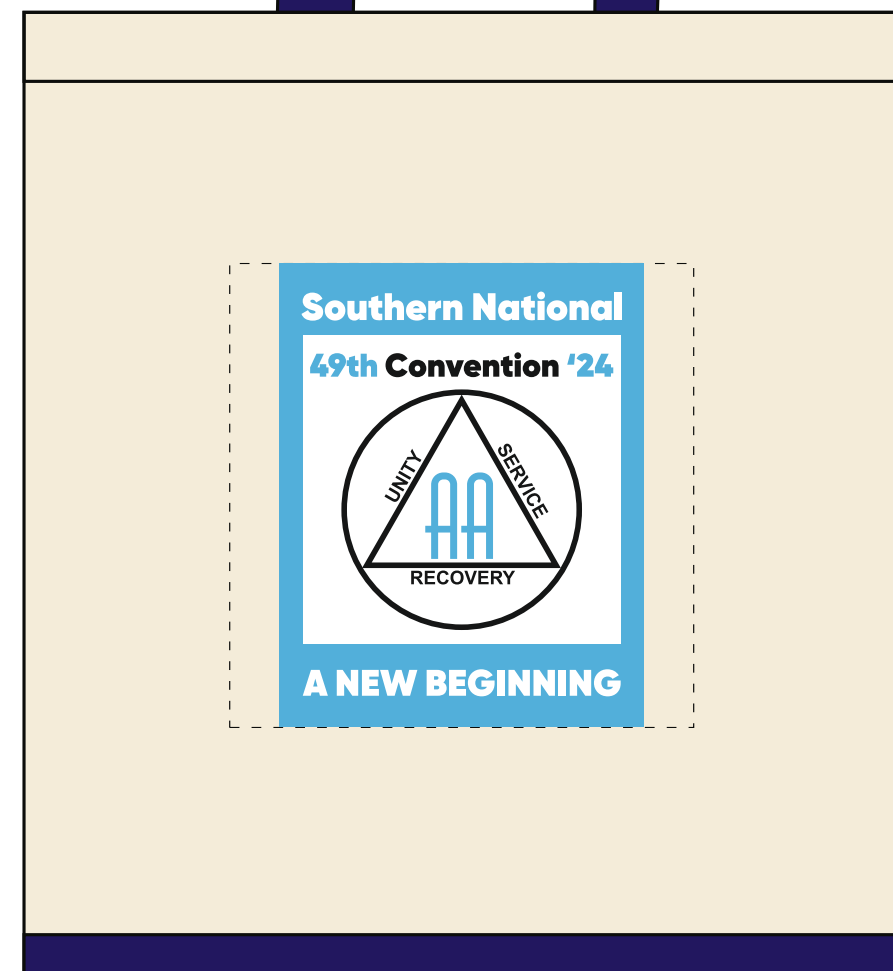 Southern National
49th Convention ‘24
UNITY
SERVICE
AA
RECOVERY
A NEW BEGINNING